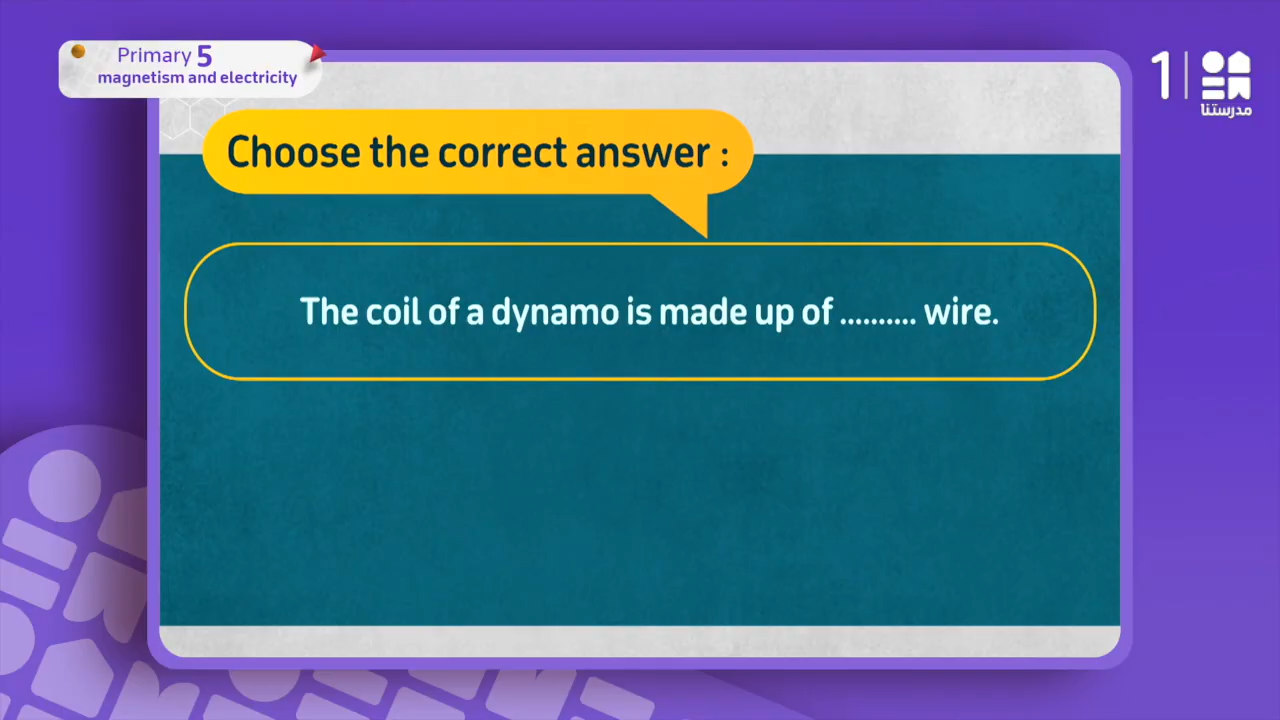 Primary 5
magnetism and electricity
1
مدرستنا
Choose the correct answer :
The coil of a dynamo is made up of .......... wire.